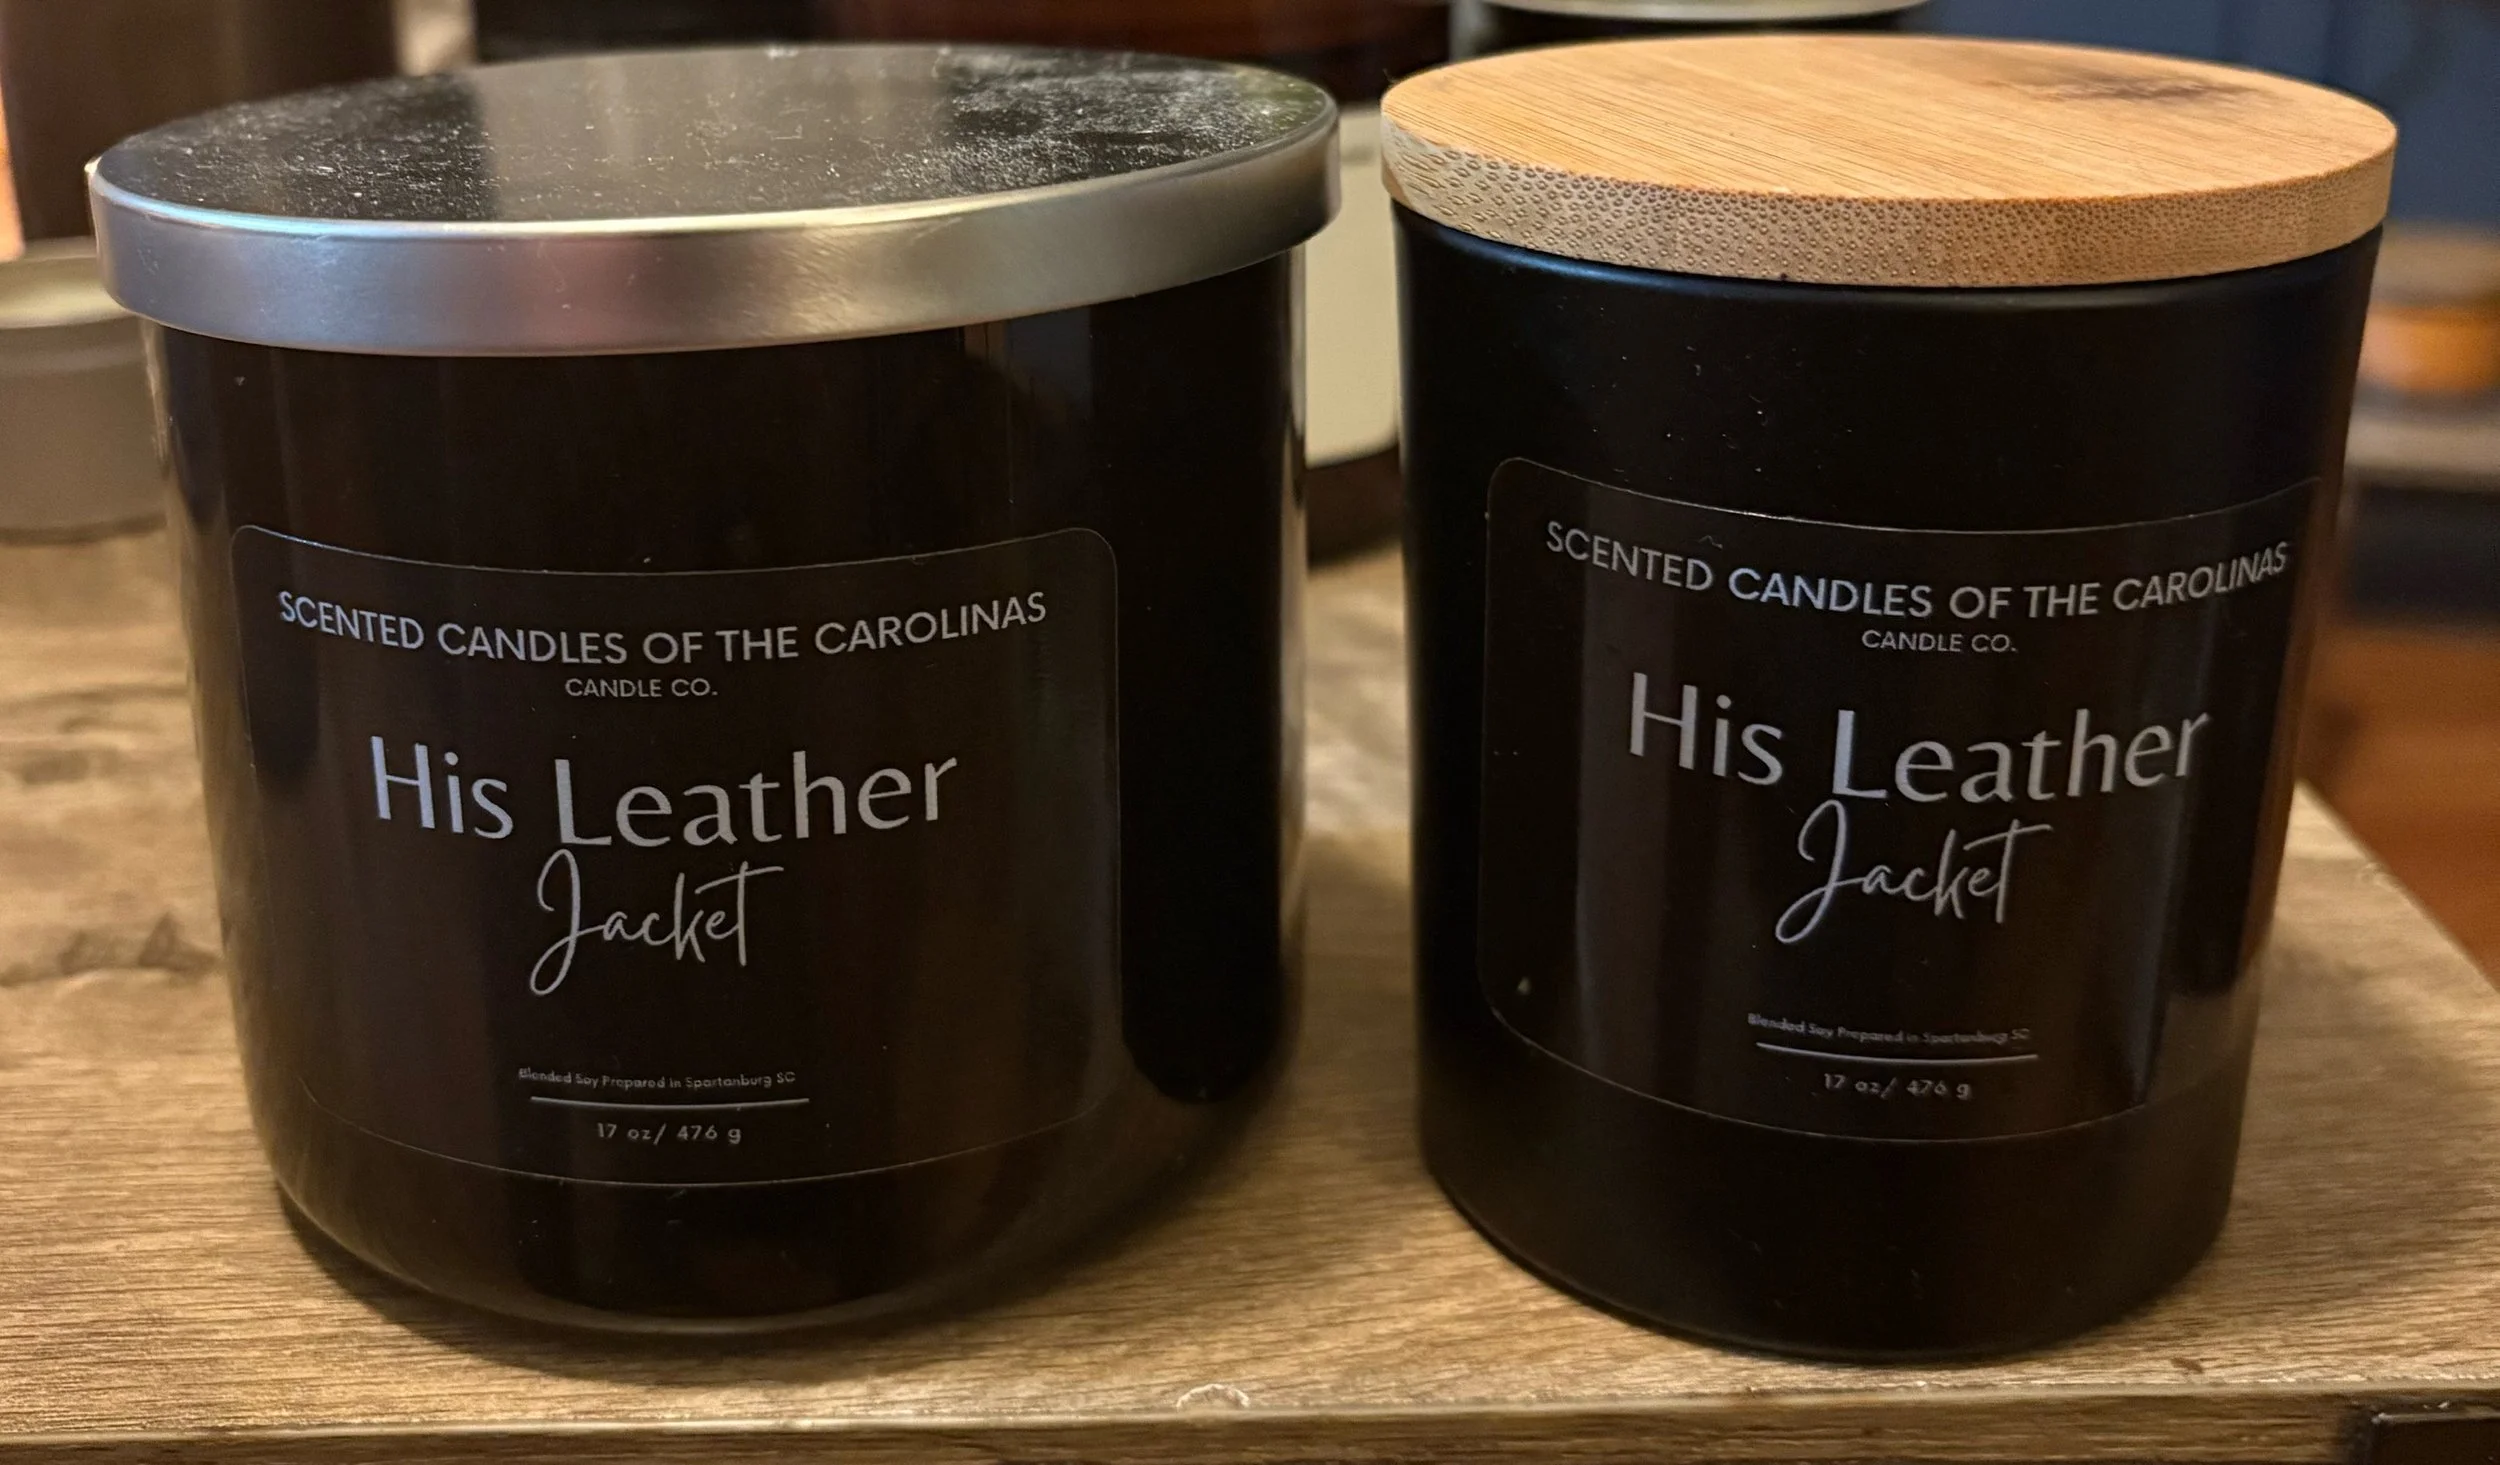 SCENTED CANDLES OF THE CAROLINAS
CANDLE CO.
His Leather
Jacket
Blended Soy Prepared in Spartanburg SC
17 oz/ 476 g
SCENTED CANDLES OF THE CAROLINAS
CANDLE CO.
His Leather
Jacket
Blended Soy Prepared in Spartanburg SC
17 oz/ 476 g